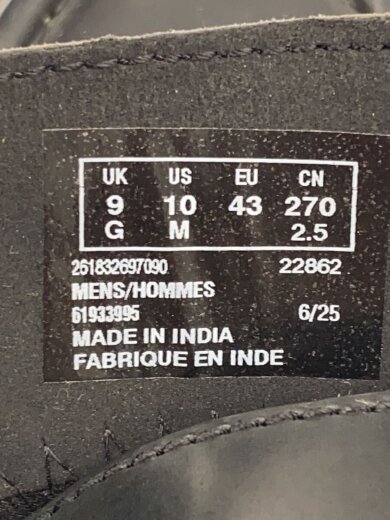 UK US EU CN
9 10 43 270
G M 2.5
261832697090 22862
MENS/HOMMES
61933995 6/25
MADE IN INDIA
FABRIQUE EN INDE